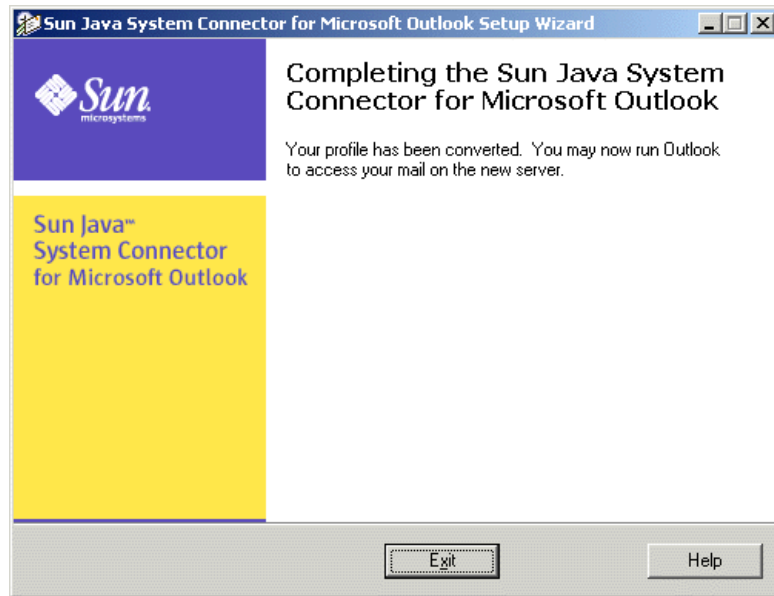 Sun Java System Connector for Microsoft Outlook Setup Wizard
Sun
microsystems
Completing the Sun Java System
Connector for Microsoft Outlook
Your profile has been converted. You may now run Outlook
to access your mail on the new server.
Sun Java™
System Connector
for Microsoft Outlook
Exit
Help